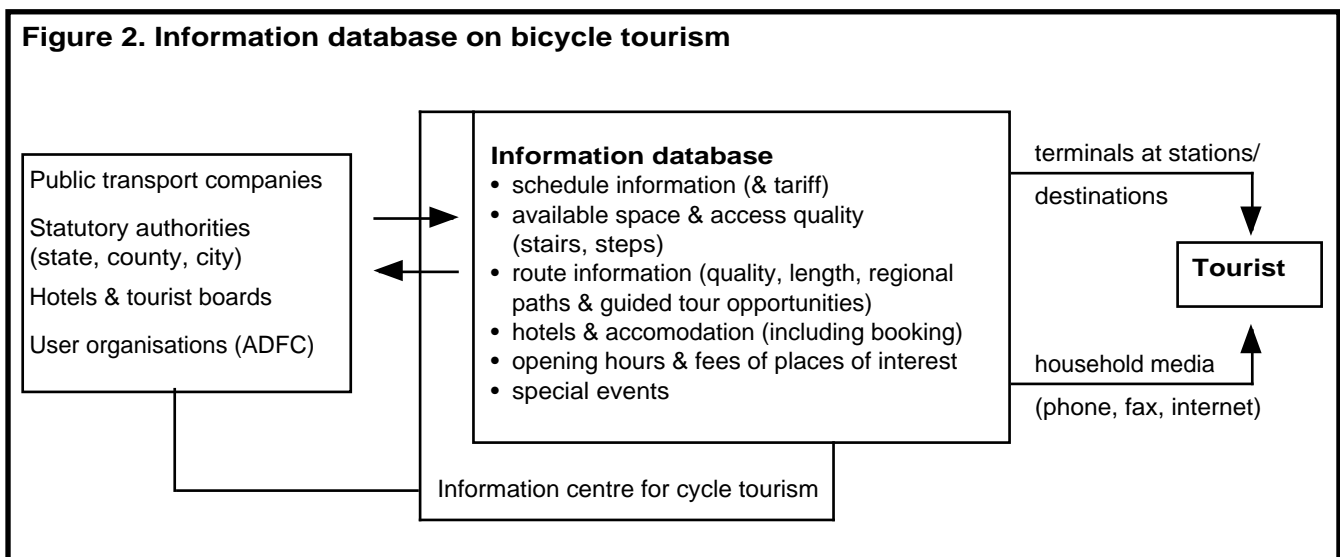 Figure 2. Information database on bicycle tourism
Public transport companies
Statutory authorities
(state, county, city)
Hotels & tourist boards
User organisations (ADFC)
Information database
• schedule information (& tariff)
• available space & access quality
(stairs, steps)
• route information (quality, length, regional
paths & guided tour opportunities)
• hotels & accomodation (including booking)
• opening hours & fees of places of interest
• special events
Information centre for cycle tourism
terminals at stations/
destinations
Tourist
household media
(phone, fax, internet)